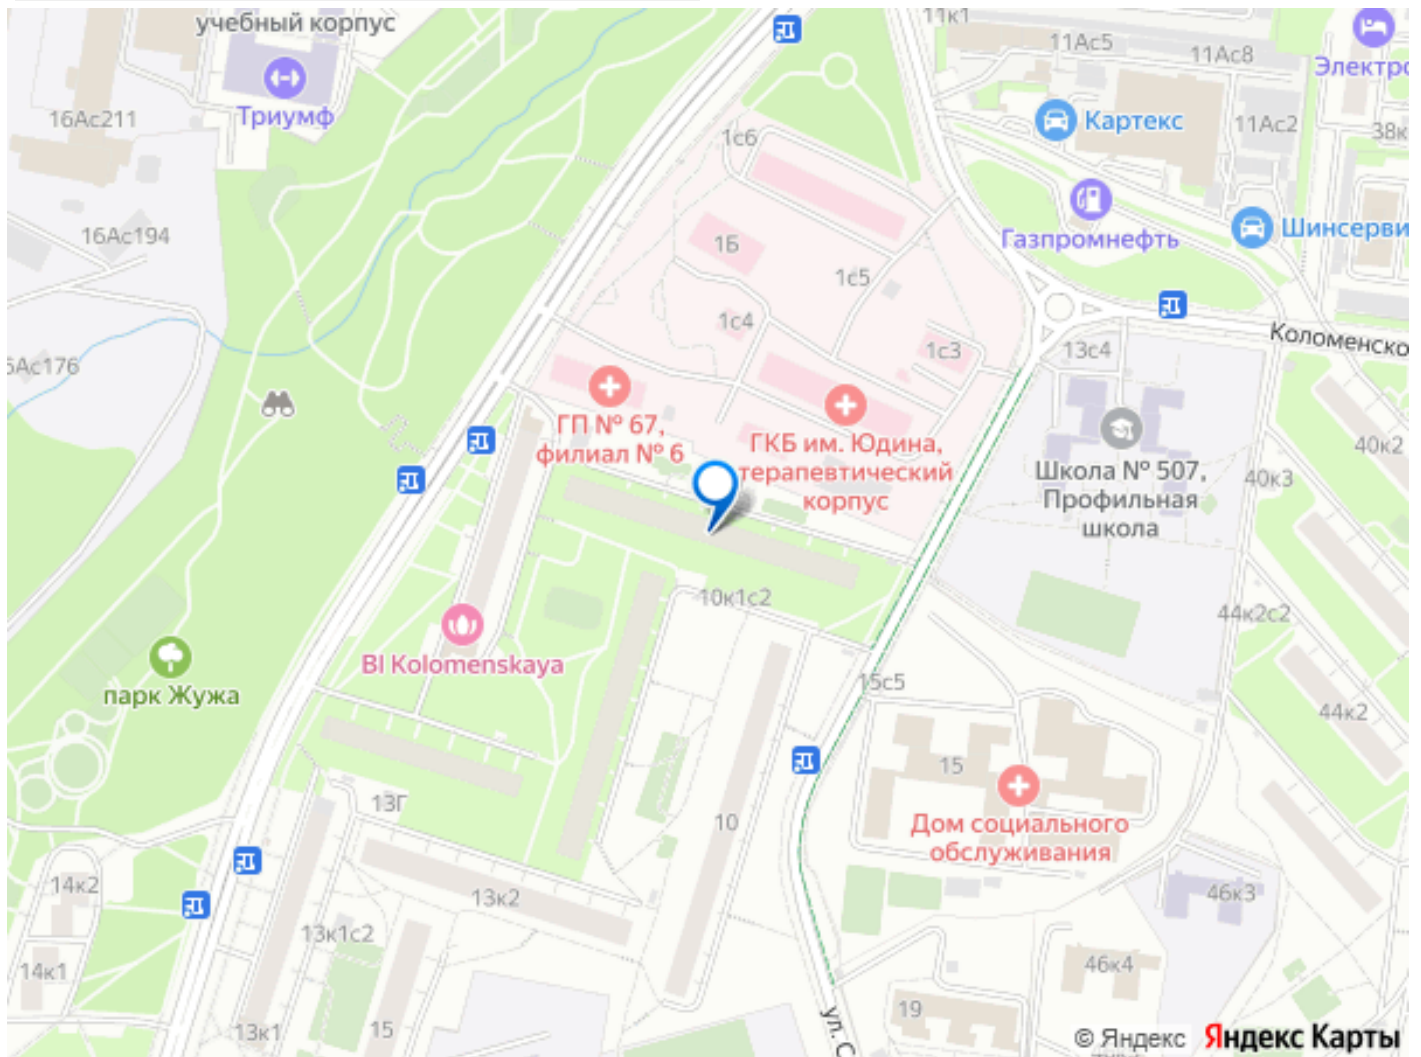 учебный корпус
11к1
11Ас5
11Ас8
Электро
Триумф
16Ас211
Картекс
11Ас2
38к
1с6
16Ас194
1Б
Газпромнефть
Шинсерви
1с5
1с4
1с3
13с4
Коломенско
6Ас176
ГП № 67,
филиал № 6
ГКБ им. Юдина,
терапевтический
корпус
Школа № 507,
Профильная
школа
40к2
40к3
10к1с2
44к2с2
BI Kolomenskaya
парк Жужа
15с5
44к2
15
13Г
10
Дом социального
обслуживания
14к2
13к2
46к3
13к1с2
14к1
46к4
19
13к1
15
ул. С
© Яндекс Яндекс Карты